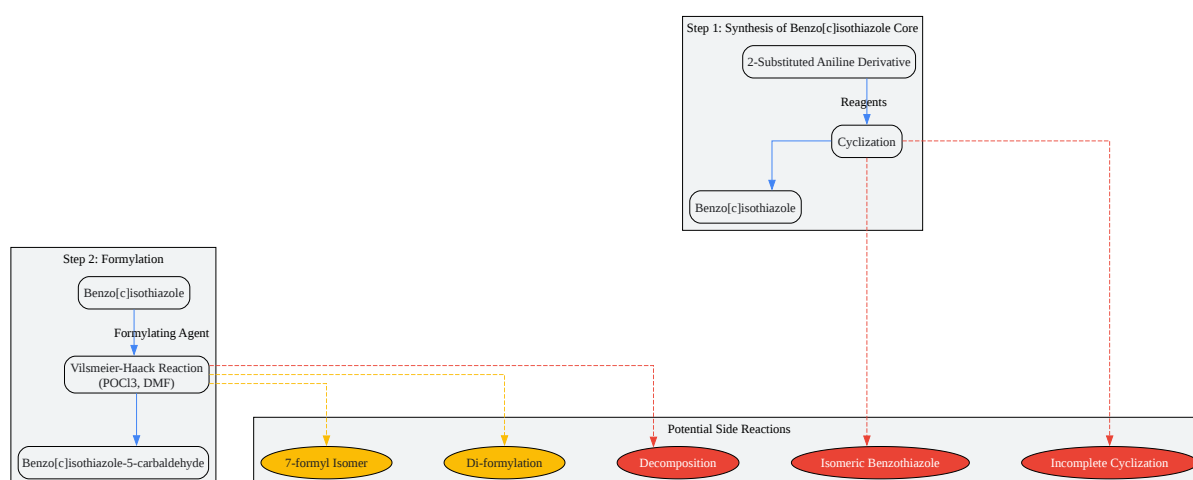 Step 1: Synthesis of Benzo[c]isothiazole Core
2-Substituted Aniline Derivative
Reagents
Cyclization
Benzo[c]isothiazole
Step 2: Formylation
Benzo[c]isothiazole
Formylating Agent
Vilsmeier-Haack Reaction
(POCl3, DMF)
Benzo[c]isothiazole-5-carbaldehyde
Potential Side Reactions
7-formyl Isomer
Di-formylation
Decomposition
Isomeric Benzothiazole
Incomplete Cyclization